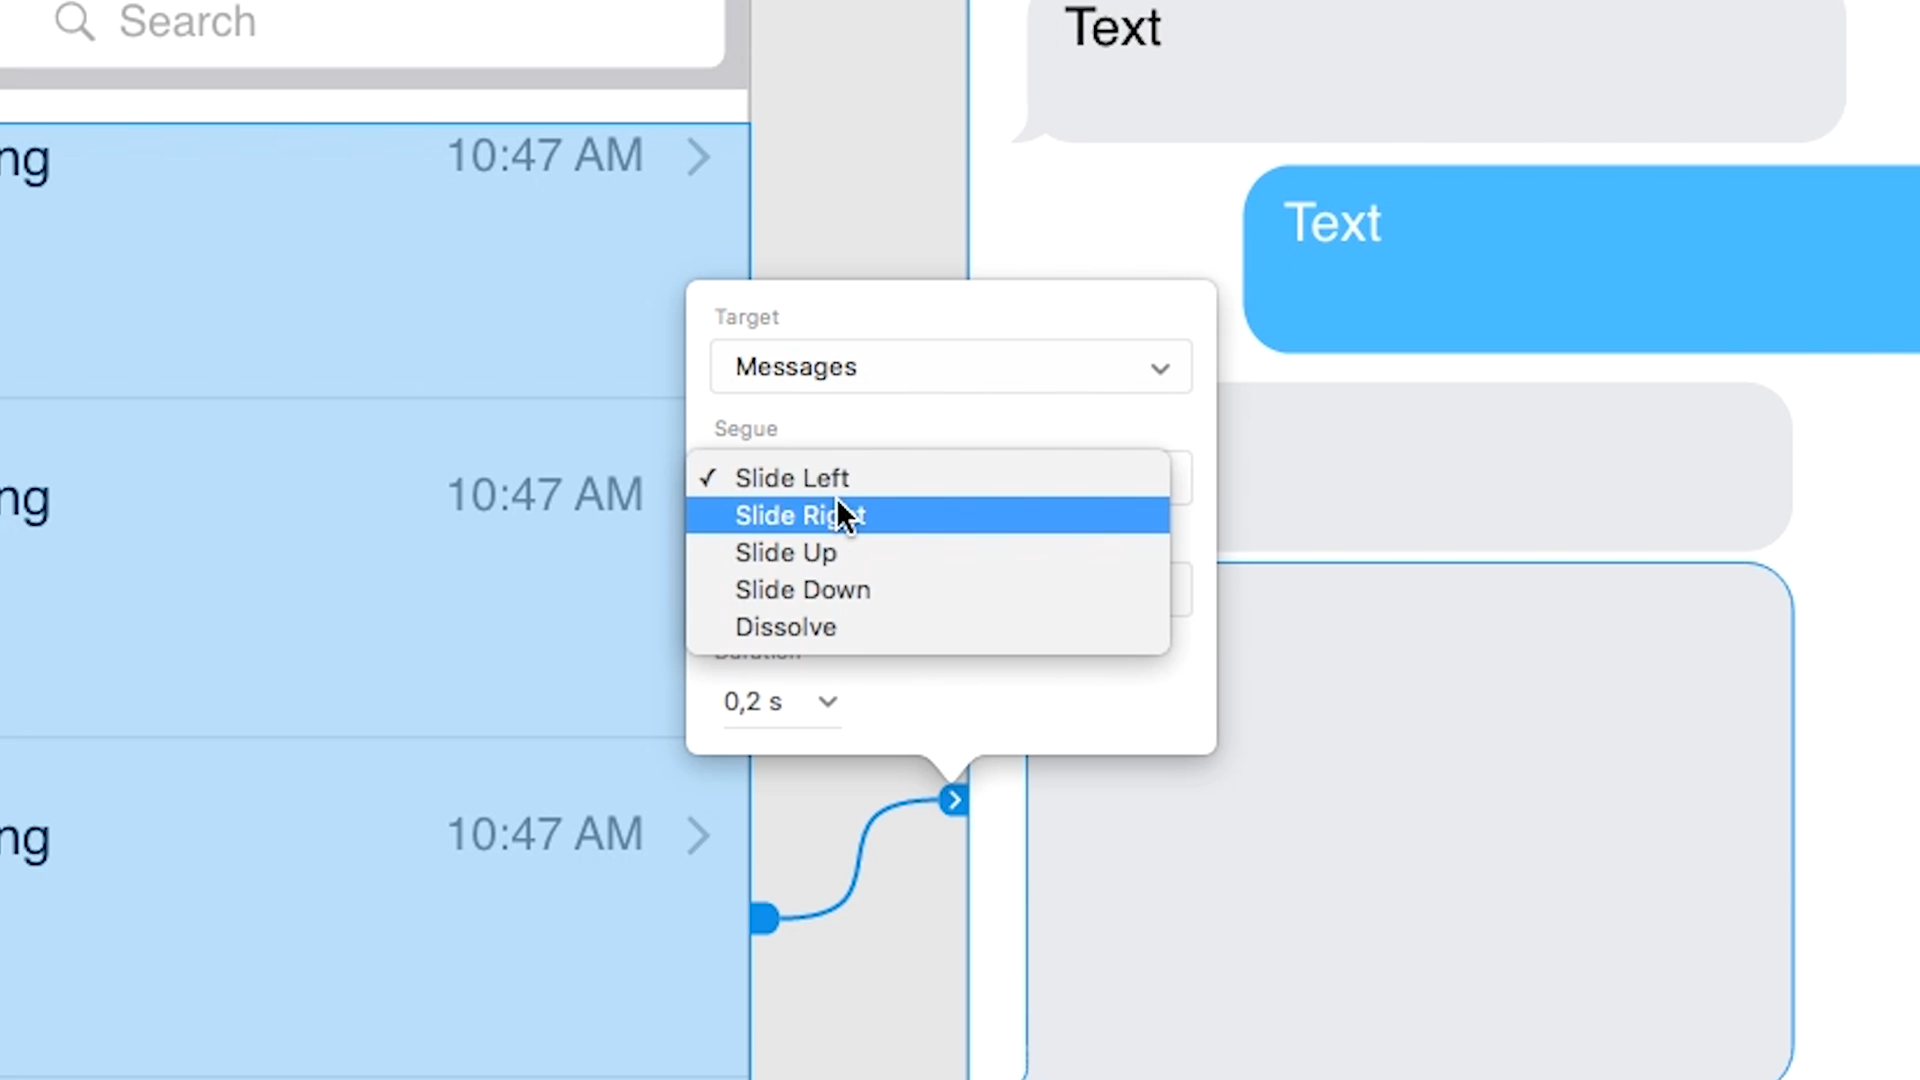 Search
Text
ng
10:47 AM
Text
Target
Messages
Segue
✓ Slide Left
Slide Right
Slide Up
Slide Down
Dissolve
Duration
0,2 s
ng
10:47 AM
ng
10:47 AM